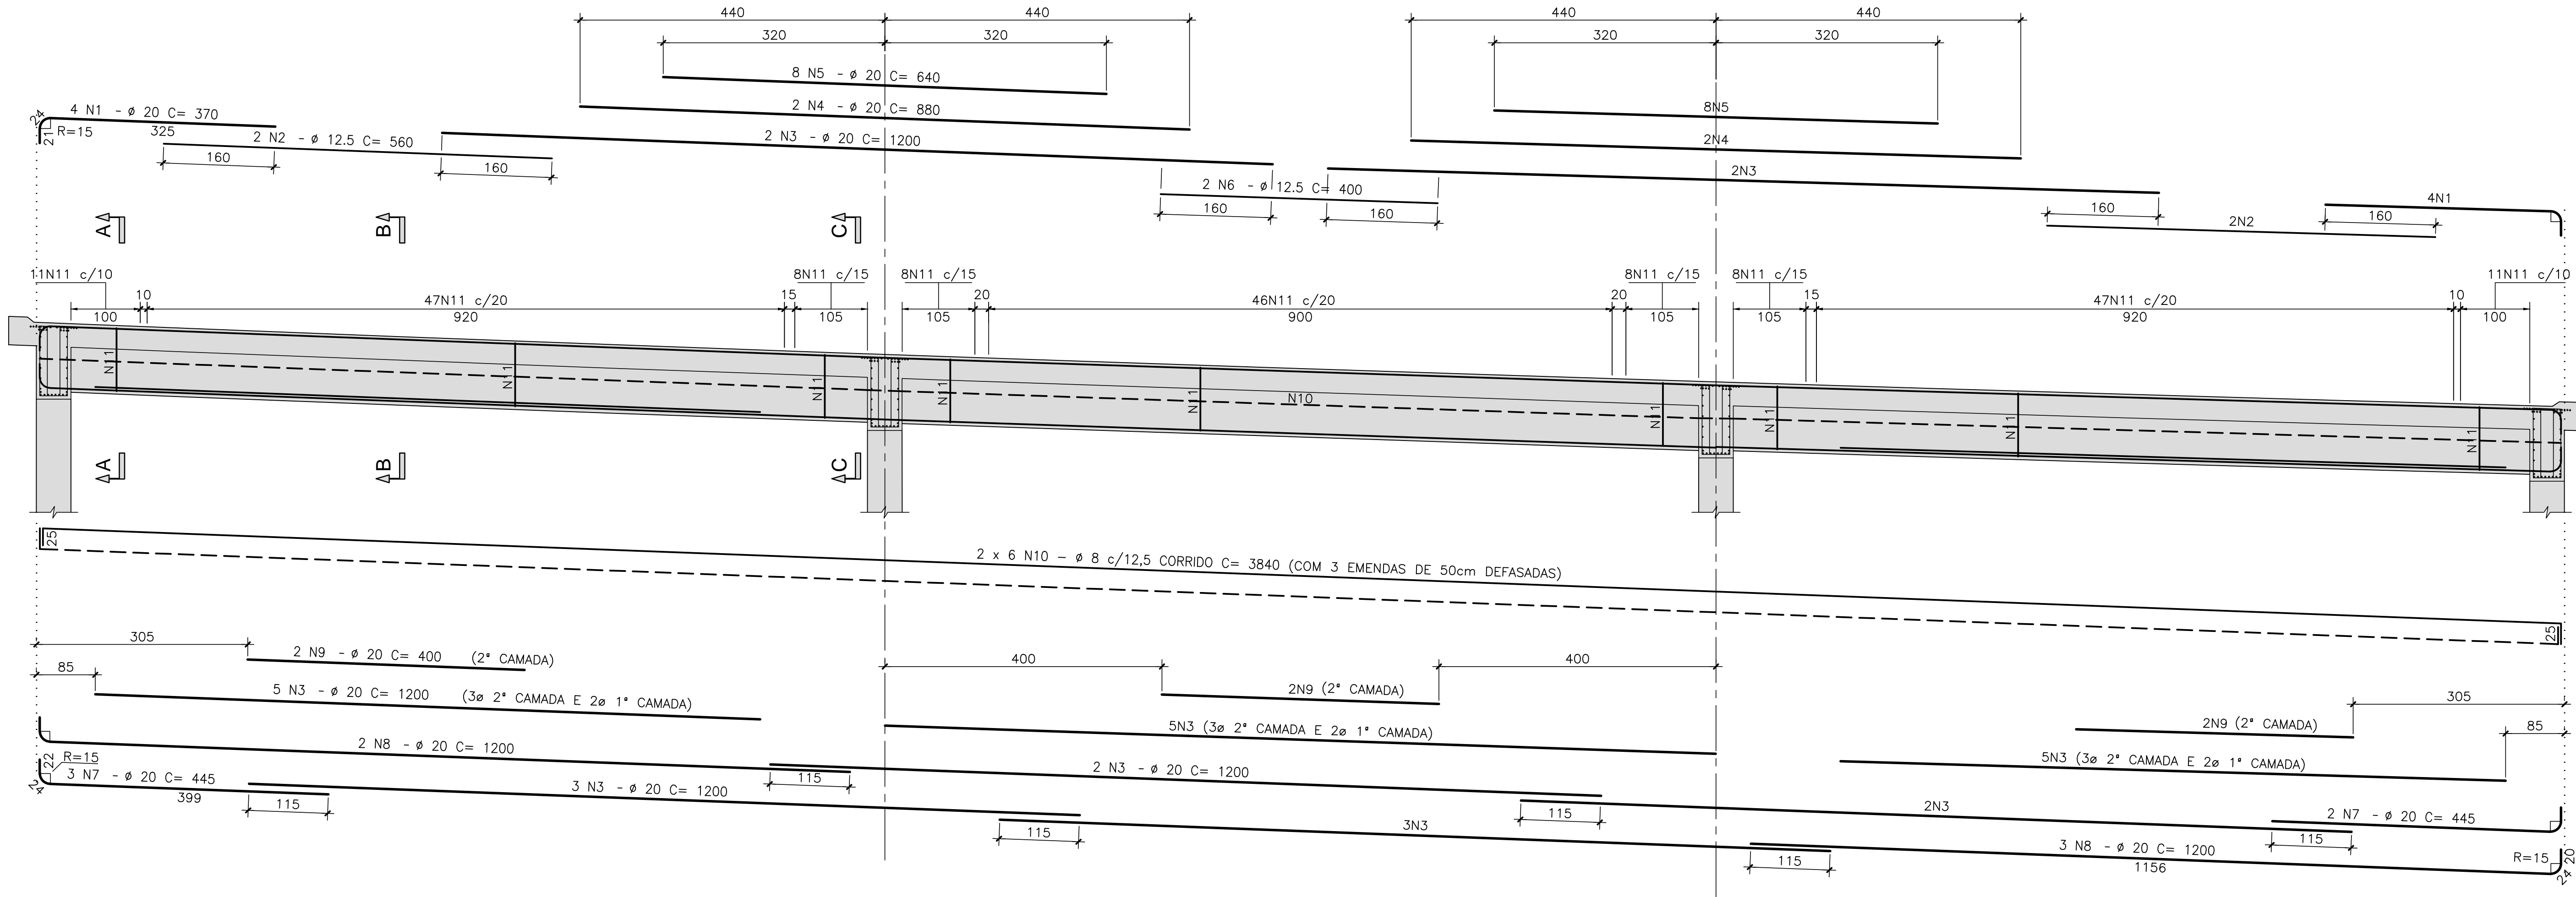 440
440
440
440
320
320
320
320
8 N5 - ø 20 C= 640
2 N4 - ø 20 C= 880
8N5
4 N1 - ø 20 C= 370
24
21
R=15
325
2 N2 - ø 12.5 C= 560
2 N3 - ø 20 C= 1200
2N4
160
160
2N3
2 N6 - ø 12.5 C= 400
160
160
4N1
160
160
2N2
A
B
C
11N11 c/10
8N11 c/15
8N11 c/15
8N11 c/15
8N11 c/15
11N11 c/10
10
47N11 c/20
15
20
46N11 c/20
20
15
47N11 c/20
10
100
920
105
105
900
105
105
920
100
N11
N11
N11
N11
N11
N10
N11
N11
N11
N11
A
B
C
25
2 x 6 N10 - ø 8 c/12,5 CORRIDO C= 3840 (COM 3 EMENDAS DE 50cm DEFASADAS)
25
305
2 N9 - ø 20 C= 400 (2ª CAMADA)
400
400
85
5 N3 - ø 20 C= 1200 (3ø 2ª CAMADA E 2ø 1ª CAMADA)
2N9 (2ª CAMADA)
305
5N3 (3ø 2ª CAMADA E 2ø 1ª CAMADA)
2N9 (2ª CAMADA)
85
2 N8 - ø 20 C= 1200
5N3 (3ø 2ª CAMADA E 2ø 1ª CAMADA)
22
R=15
115
2 N3 - ø 20 C= 1200
3 N7 - ø 20 C= 445
24
399
115
3 N3 - ø 20 C= 1200
2N3
115
2 N7 - ø 20 C= 445
115
3N3
115
115
3 N8 - ø 20 C= 1200
1156
R=15
20
24